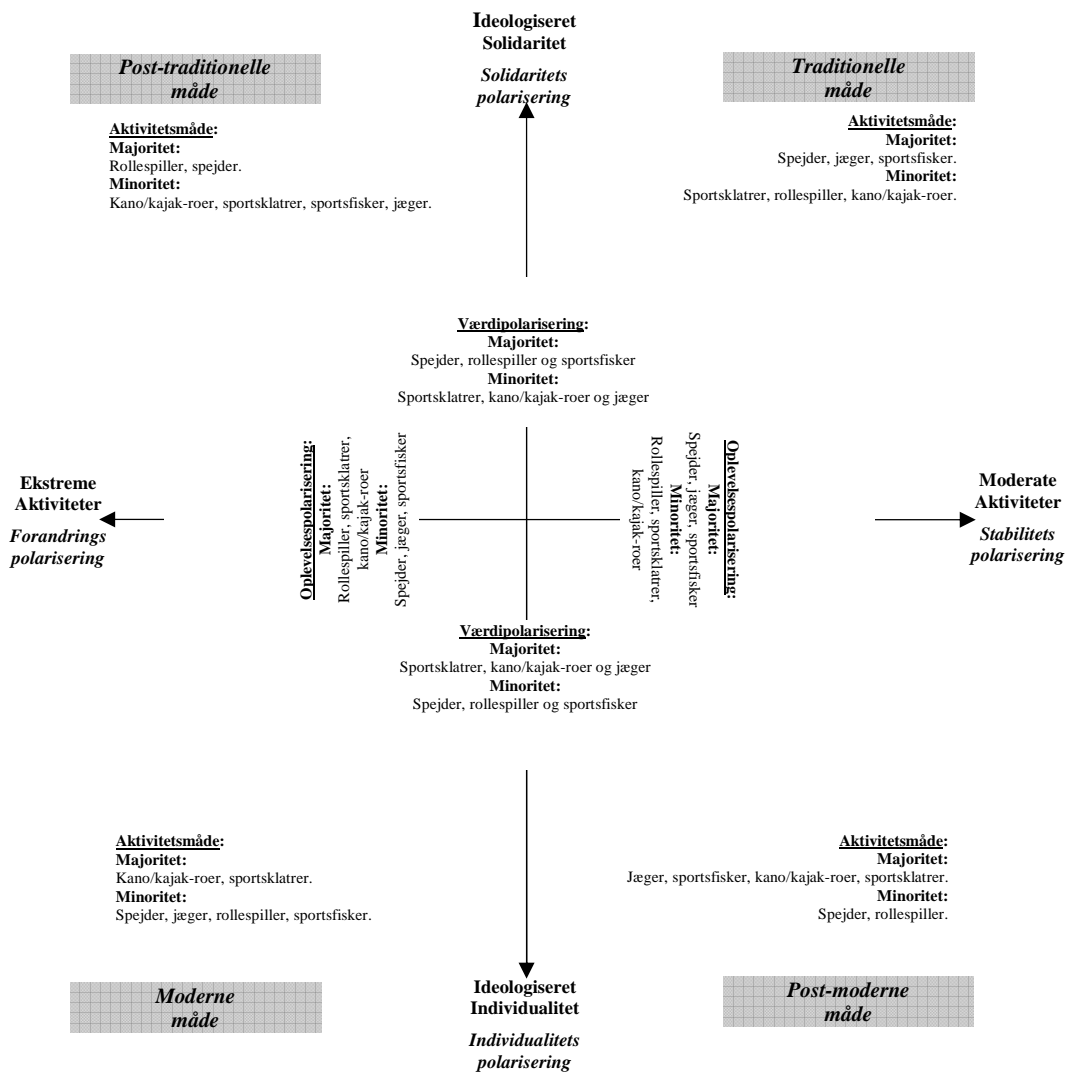 Ideologiseret
Solidaritet
Solidaritets
polarisering
Post-traditionelle
måde
Traditionelle
måde
Aktivitetsmåde:
Majoritet:
Rollespiller, spejder.
Minoritet:
Kano/kajak-roer, sportsklatrer, sportsfisker, jæger.
Aktivitetsmåde:
Majoritet:
Spejder, jæger, sportsfisker.
Minoritet:
Sportsklatrer, rollespiller, kano/kajak-roer.
Værdipolarisering:
Majoritet:
Spejder, rollespiller og sportsfisker
Minoritet:
Sportsklatrer, kano/kajak-roer og jæger
Ekstreme
Aktiviteter
Forandrings
polarisering
Oplevelsespolarisering:
Majoritet:
Rollespiller, sportsklatrer,
kano/kajak-roer
Minoritet:
Spejder, jæger, sportsfisker
Oplevelsespolarisering:
Majoritet:
Spejder, jæger, sportsfisker
Minoritet:
Rollespiller, sportsklatrer,
kano/kajak-roer
Moderate
Aktiviteter
Stabilitets
polarisering
Værdipolarisering:
Majoritet:
Sportsklatrer, kano/kajak-roer og jæger
Minoritet:
Spejder, rollespiller og sportsfisker
Aktivitetsmåde:
Majoritet:
Kano/kajak-roer, sportsklatrer.
Minoritet:
Spejder, jæger, rollespiller, sportsfisker.
Aktivitetsmåde:
Majoritet:
Jæger, sportsfisker, kano/kajak-roer, sportsklatrer.
Minoritet:
Spejder, rollespiller.
Moderne
måde
Ideologiseret
Individualitet
Individualitets
polarisering
Post-moderne
måde